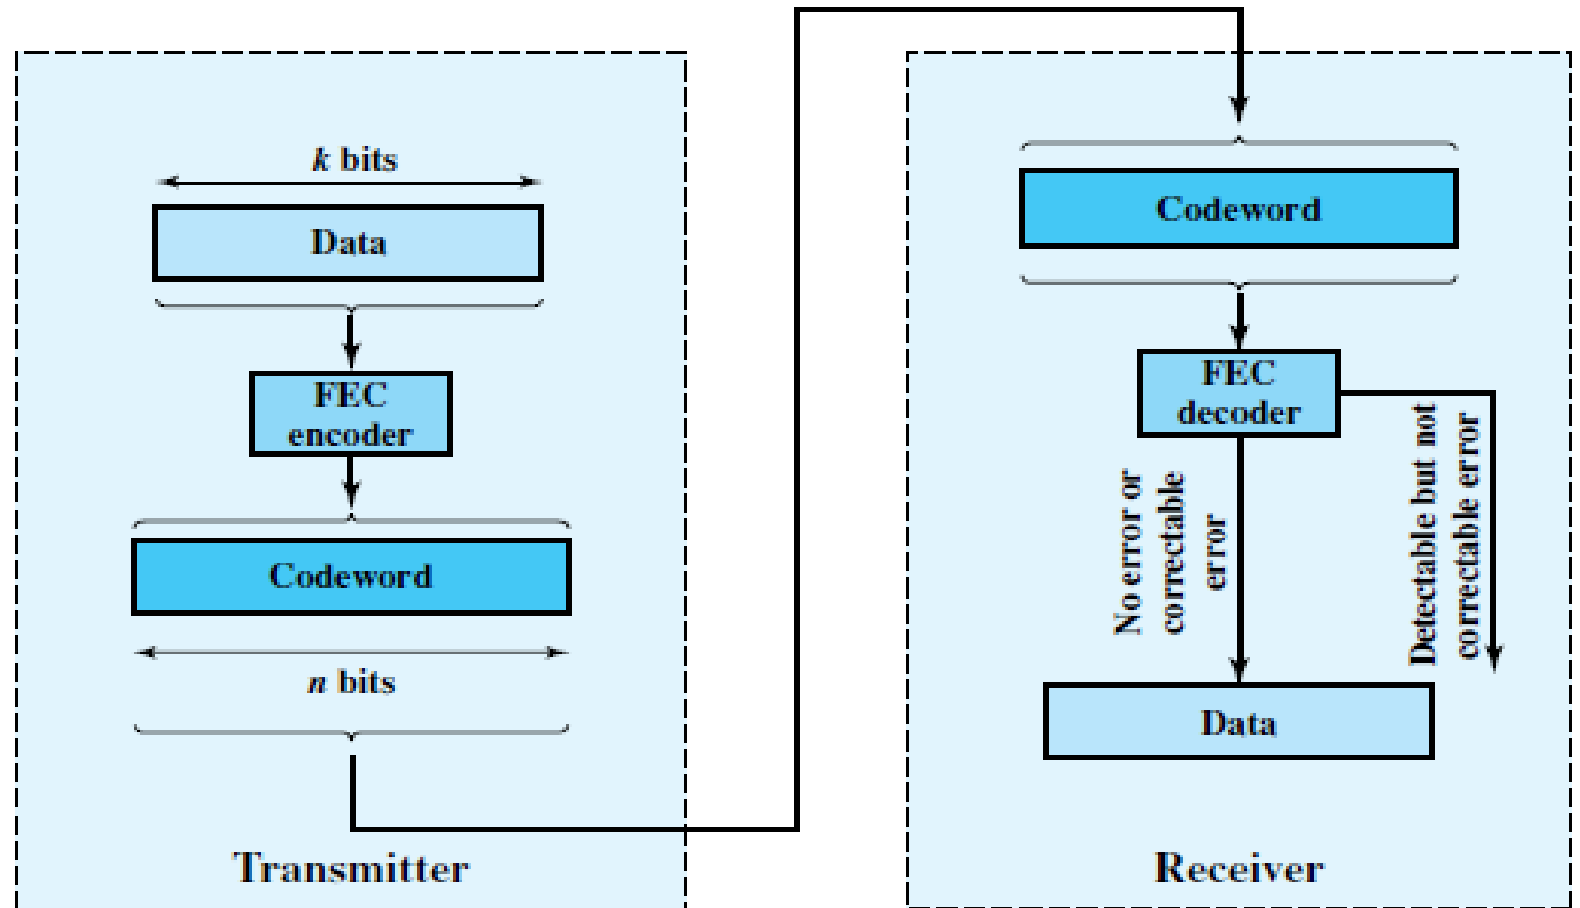 k bits
Data
FEC
encoder
Codeword
n bits
Transmitter
Codeword
FEC
decoder
No error or
correctable
error
Detectable but not
correctable error
Data
Receiver